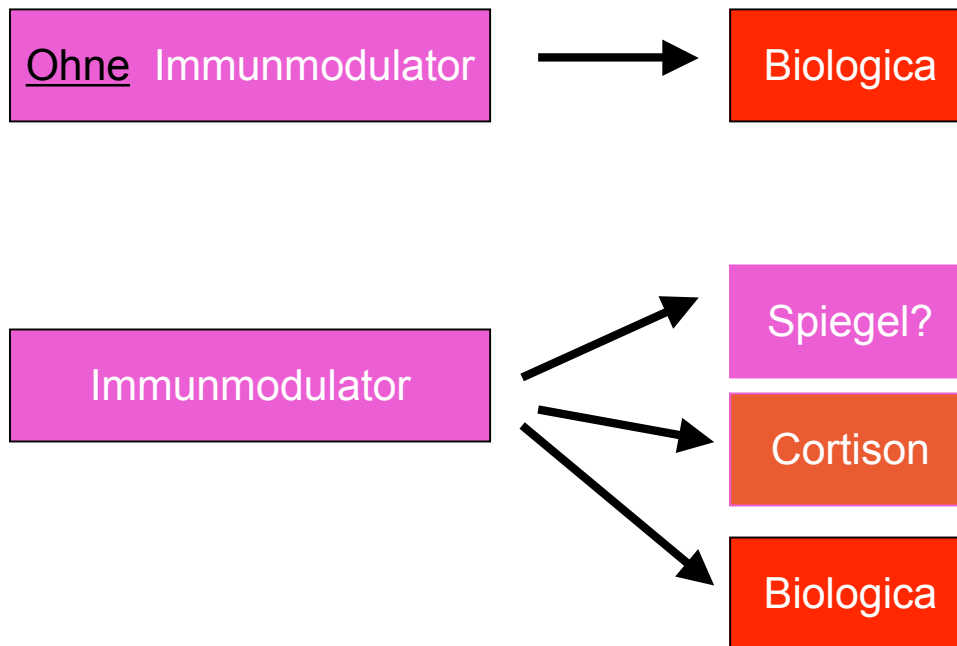 Ohne Immunmodulator
Biologica
Spiegel?
Immunmodulator
Cortison
Biologica